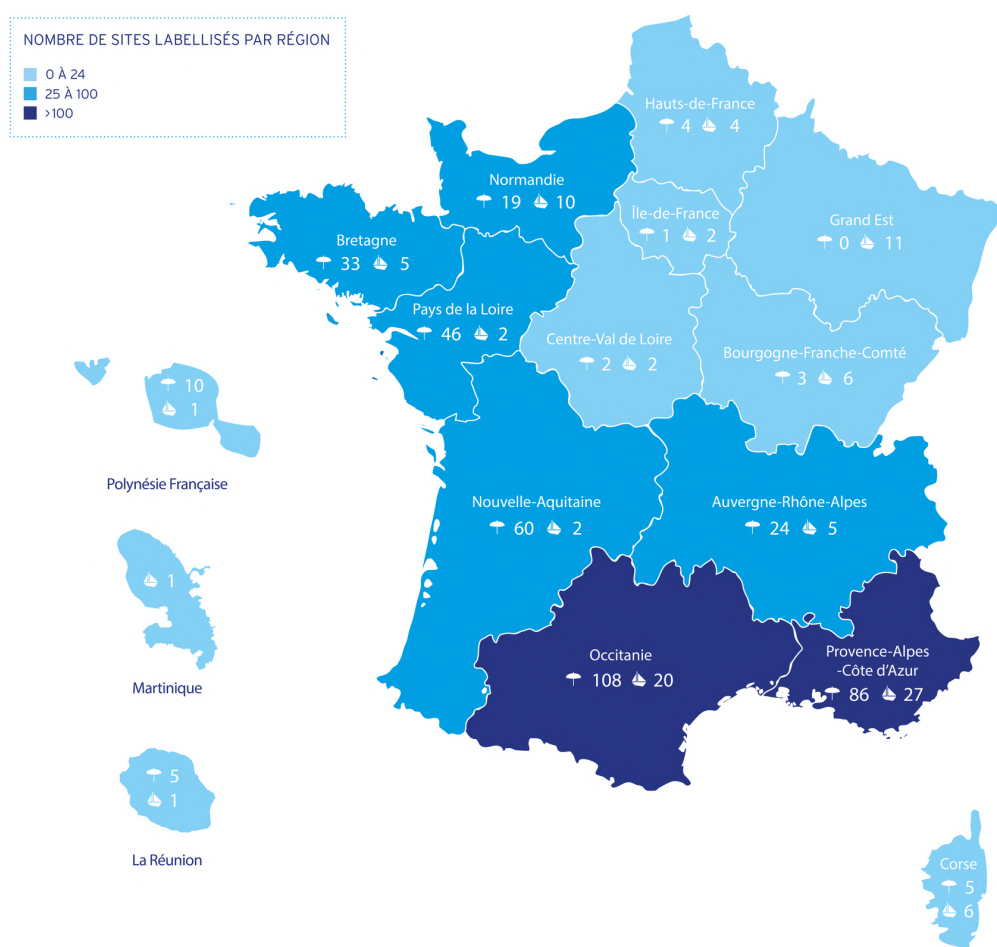 NOMBRE DE SITES LABELLISÉS PAR RÉGION
0 À 24
25 À 100
>100
Hauts-de-France
4 4
Normandie
19 10
Île-de-France
1 2
Grand Est
0 11
Bretagne
33 5
Pays de la Loire
46 2
Centre-Val de Loire
2 2
Bourgogne-Franche-Comté
3 6
10
1
Polynésie Française
Nouvelle-Aquitaine
60 2
Auvergne-Rhône-Alpes
24 5
1
Martinique
Occitanie
108 20
Provence-Alpes
-Côte d'Azur
86 27
5
1
La Réunion
Corse
5
6